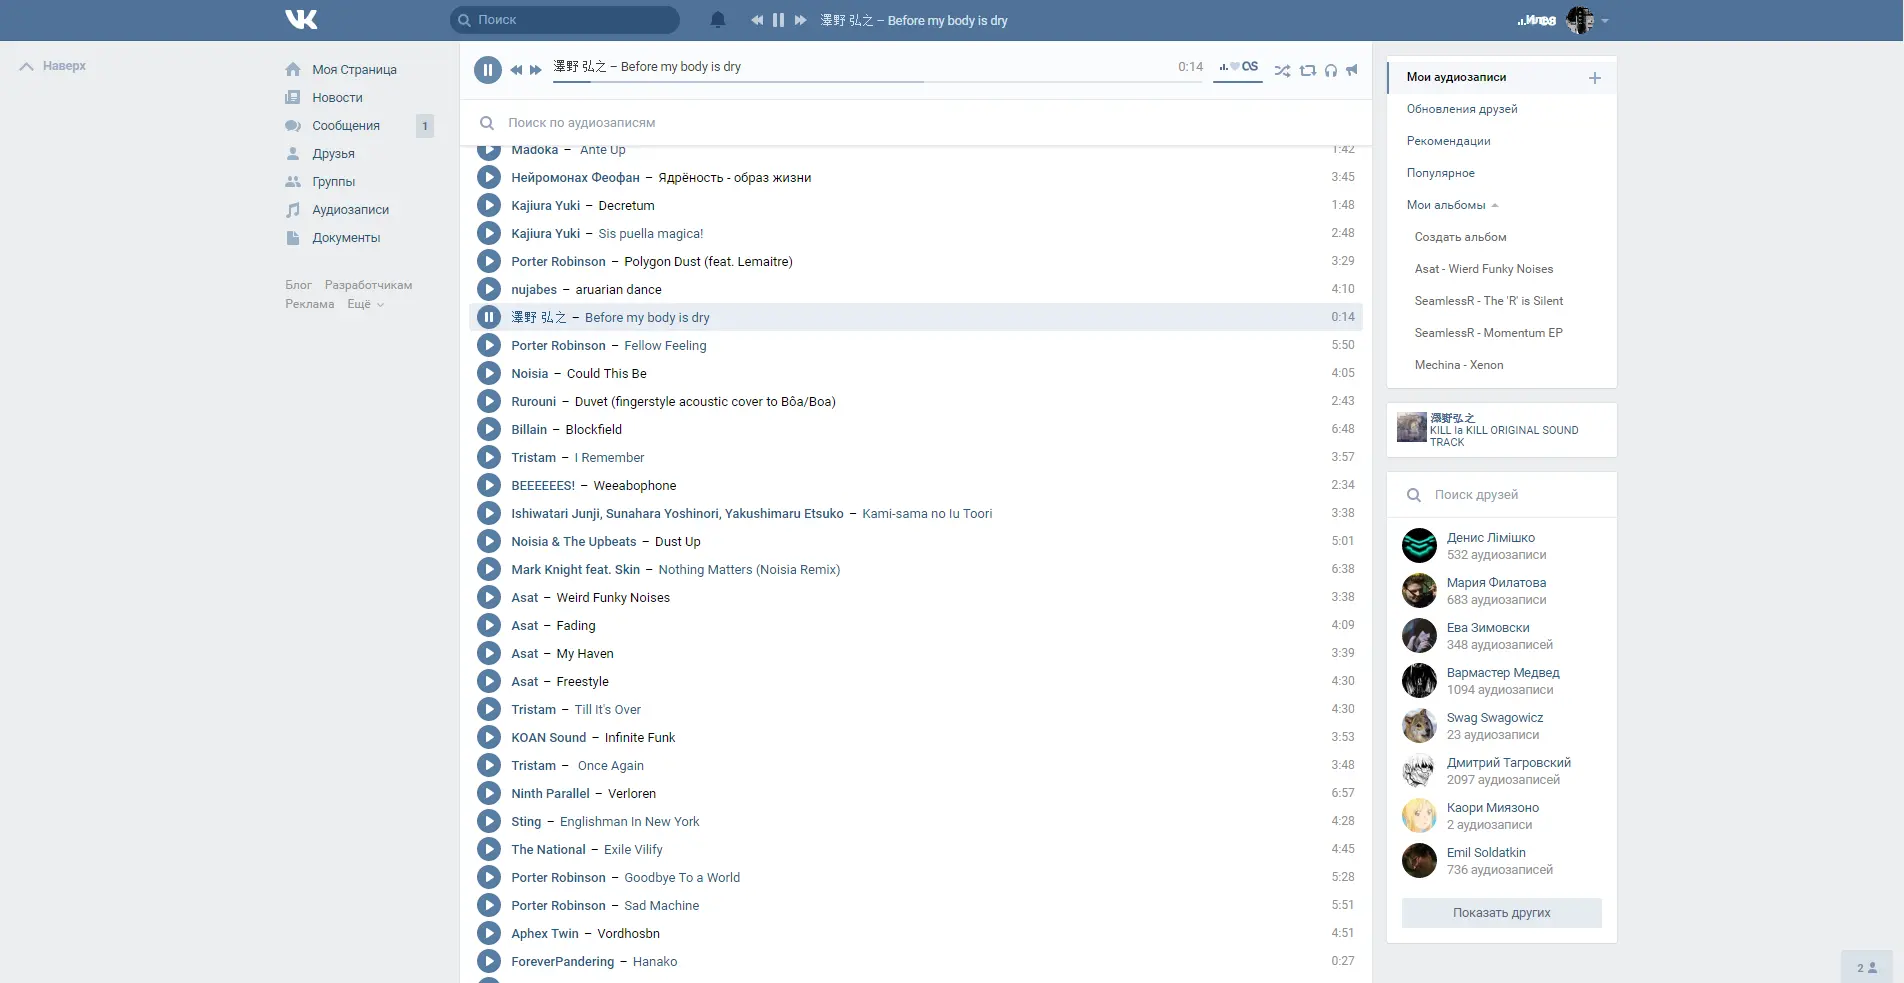 Поиск
澤野 弘之 – Before my body is dry
Наверх
Моя Страница
Новости
Сообщения 1
Друзья
Группы
Аудиозаписи
Документы
Блог Разработчикам
Реклама Ещё
澤野 弘之 – Before my body is dry 0:14
Поиск по аудиозаписям
Madoka – Ante Up 1:42
Нейромонах Феофан – Ядрёность - образ жизни 3:45
Kajiura Yuki – Decretum 1:48
Kajiura Yuki – Sis puella magica! 2:48
Porter Robinson – Polygon Dust (feat. Lemaitre) 3:29
nujabes – aruarian dance 4:10
澤野 弘之 – Before my body is dry 0:14
Porter Robinson – Fellow Feeling 5:50
Noisia – Could This Be 4:05
Rurouni – Duvet (fingerstyle acoustic cover to Bôa/Boa) 2:43
Billain – Blockfield 6:48
Tristam – I Remember 3:57
BEEEEEES! – Weeabophone 2:34
Ishiwatari Junji, Sunahara Yoshinori, Yakushimaru Etsuko – Kami-sama no Iu Toori 3:38
Noisia & The Upbeats – Dust Up 5:01
Mark Knight feat. Skin – Nothing Matters (Noisia Remix) 6:38
Asat – Weird Funky Noises 3:38
Asat – Fading 4:09
Asat – My Haven 3:39
Asat – Freestyle 4:30
Tristam – Till It's Over 4:30
KOAN Sound – Infinite Funk 3:53
Tristam – Once Again 3:48
Ninth Parallel – Verloren 6:57
Sting – Englishman In New York 4:28
The National – Exile Vilify 4:45
Porter Robinson – Goodbye To a World 5:28
Porter Robinson – Sad Machine 5:51
Aphex Twin – Vordhosbn 4:51
ForeverPandering – Hanako 0:27
Мои аудиозаписи
Обновления друзей
Рекомендации
Популярное
Мои альбомы
Создать альбом
Asat - Wierd Funky Noises
SeamlessR - The 'R' is Silent
SeamlessR - Momentum EP
Mechina - Xenon
澤野弘之
KILL la KILL ORIGINAL SOUND
TRACK
Поиск друзей
Денис Лімішко
532 аудиозаписи
Мария Филатова
683 аудиозаписи
Ева Зимовски
348 аудиозаписей
Вармастер Медвед
1094 аудиозаписи
Swag Swagowicz
23 аудиозаписи
Дмитрий Тагровский
2097 аудиозаписей
Каори Миязоно
2 аудиозаписи
Emil Soldatkin
736 аудиозаписей
Показать других
2